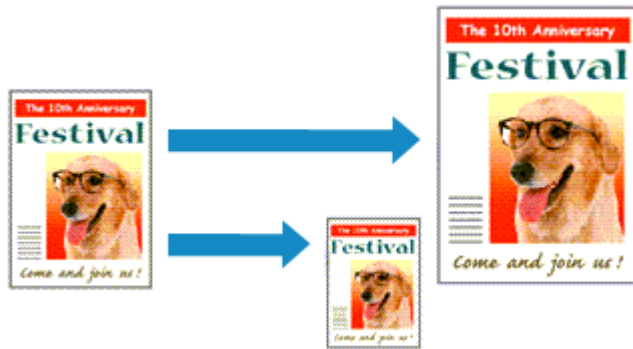 The 10th Anniversary
Festival
Come and join us!
The 10th Anniversary
Festival
Come and join us!
The 10th Anniversary
Festival
Come and join us!